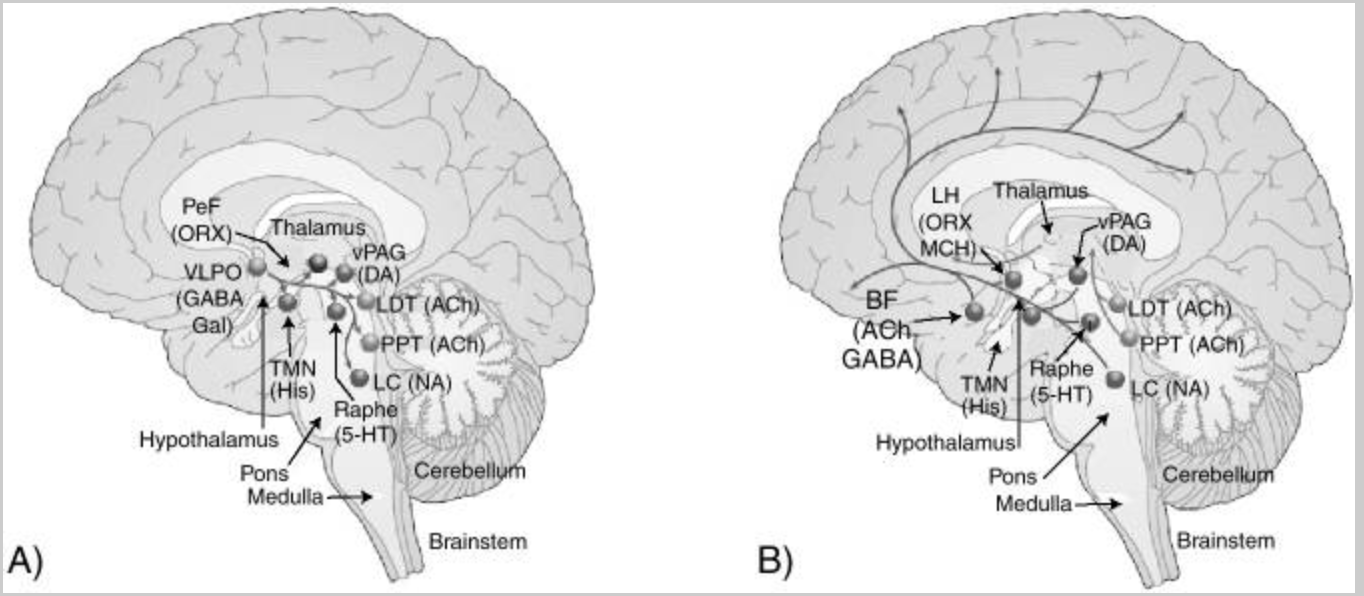 PeF
(ORX)
Thalamus
vPAG
(DA)
VLPO
(GABA
Gal)
LDT (ACh)
PPT (ACh)
TMN
(His)
LC (NA)
Raphe
(5-HT)
Hypothalamus
Pons
Cerebellum
Medulla
Brainstem
A)
LH
(ORX
MCH)
Thalamus
vPAG
(DA)
BF
(ACh
GABA)
LDT (ACh)
PPT (ACh)
TMN
(His)
Raphe
(5-HT)
LC (NA)
Hypothalamus
Pons
Cerebellum
Medulla
Brainstem
B)